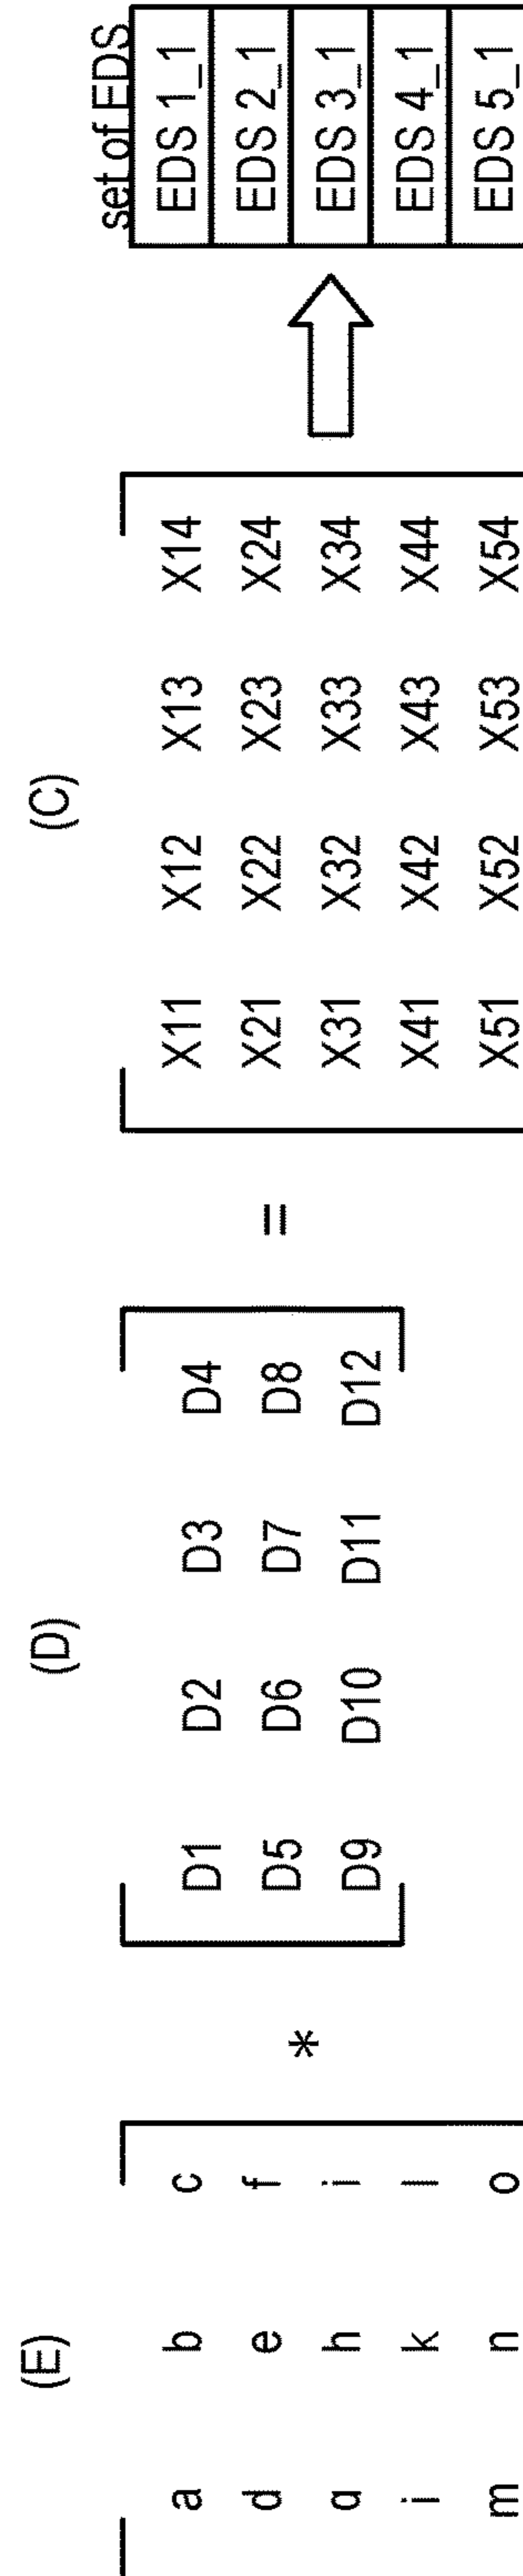 (E) (D) (C) set of EDS
a b c D1 D2 D3 D4 X11 X12 X13 X14 EDS 1_1
d e f * D5 D6 D7 D8 = X21 X22 X23 X24 EDS 2_1
g h i D9 D10 D11 D12 X31 X32 X33 X34 EDS 3_1
j k l X41 X42 X43 X44 EDS 4_1
m n o X51 X52 X53 X54 EDS 5_1